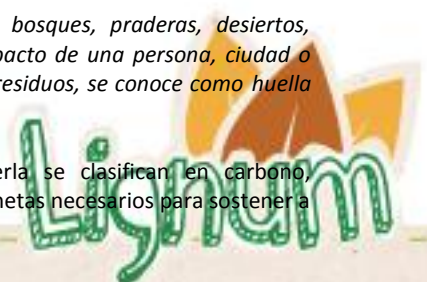 bosques, praderas, desiertos,
pacto de una persona, ciudad o
residuos, se conoce como huella
erla se clasifican en carbono,
netas necesarios para sostener a
Lignum